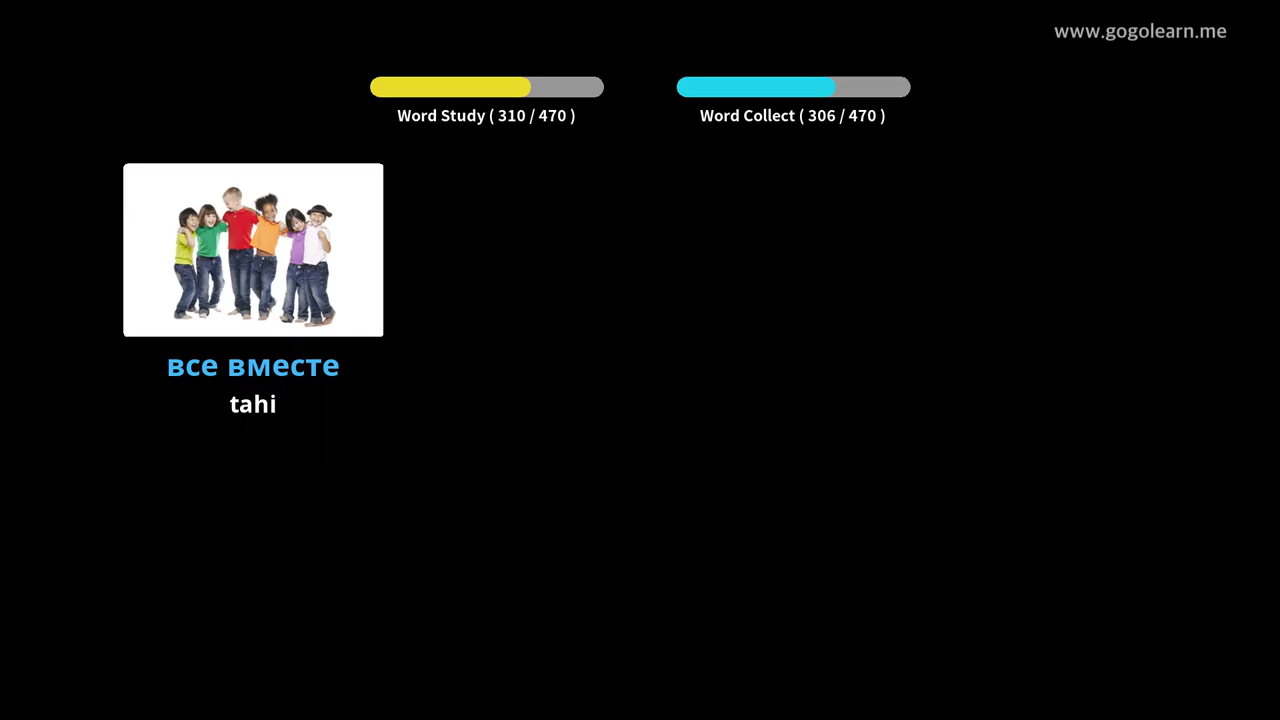 www.gogolearn.me
Word Study ( 310 / 470 )
Word Collect ( 306 / 470 )
все вместе
tahi